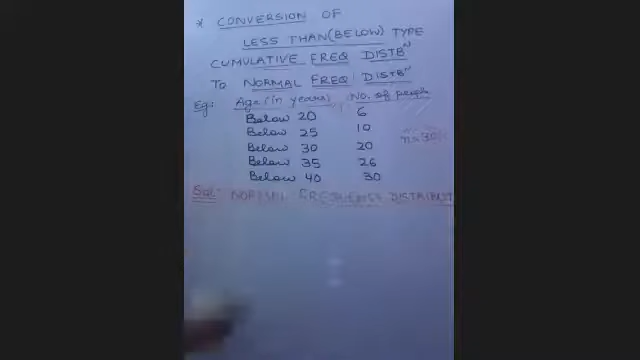 * CONVERSION OF
LESS THAN (BELOW) TYPE
CUMULATIVE FREQ DISTBN
TO NORMAL FREQ DISTBN
Eg: Age (in years) No. of people
Below 20 6
Below 25 10
Below 30 20
n=30
Below 35 26
Below 40 30
Sol: NORMAL FREQUENCY DISTRIBUT